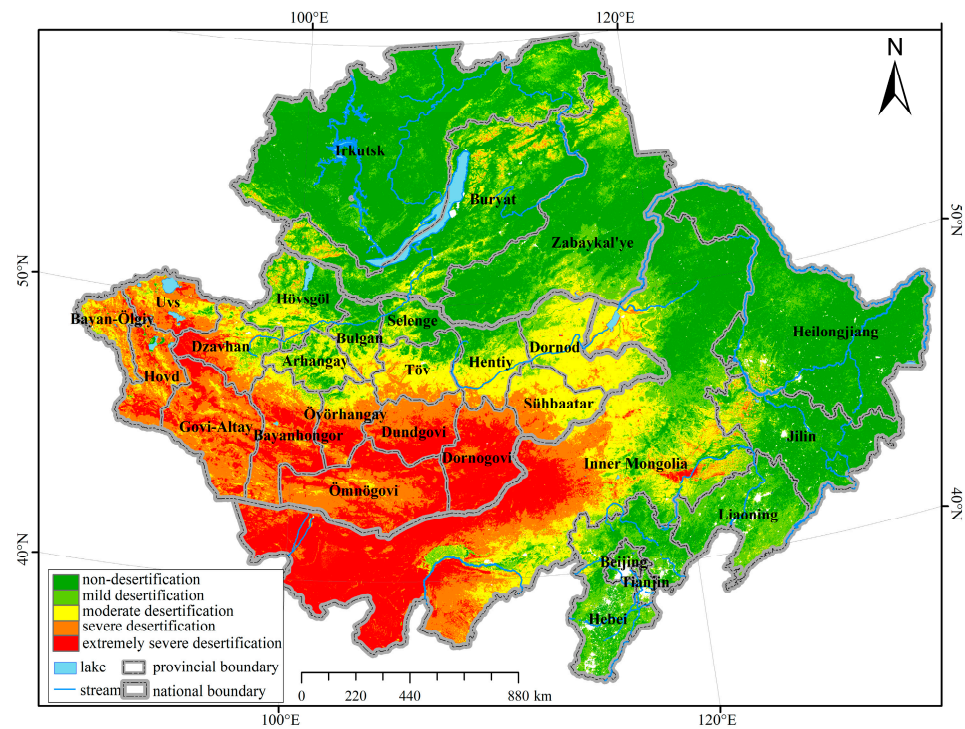 100°E
120°E
N
Irkutsk
Buryat
50°N
Zabaykal'ye
50°N
Hövsgöl
Uvs
Bayan-Ölgiy
Selenge
Heilongjiang
Bulgan
Dzavhan
Dornod
Arhangay
Hentiy
Töv
Hovd
Sühbaatar
Övörhangay
Govi-Altay
Bayanhongor
Dundgovi
Jilin
Dornogovi
Inner Mongolia
Ömnögovi
40°N
Liaoning
40°N
Beijing
Tianjin
Hebei
non-desertification
mild desertification
moderate desertification
severe desertification
extremely severe desertification
lake
provincial boundary
stream
national boundary
0 220 440 880 km
100°E
120°E